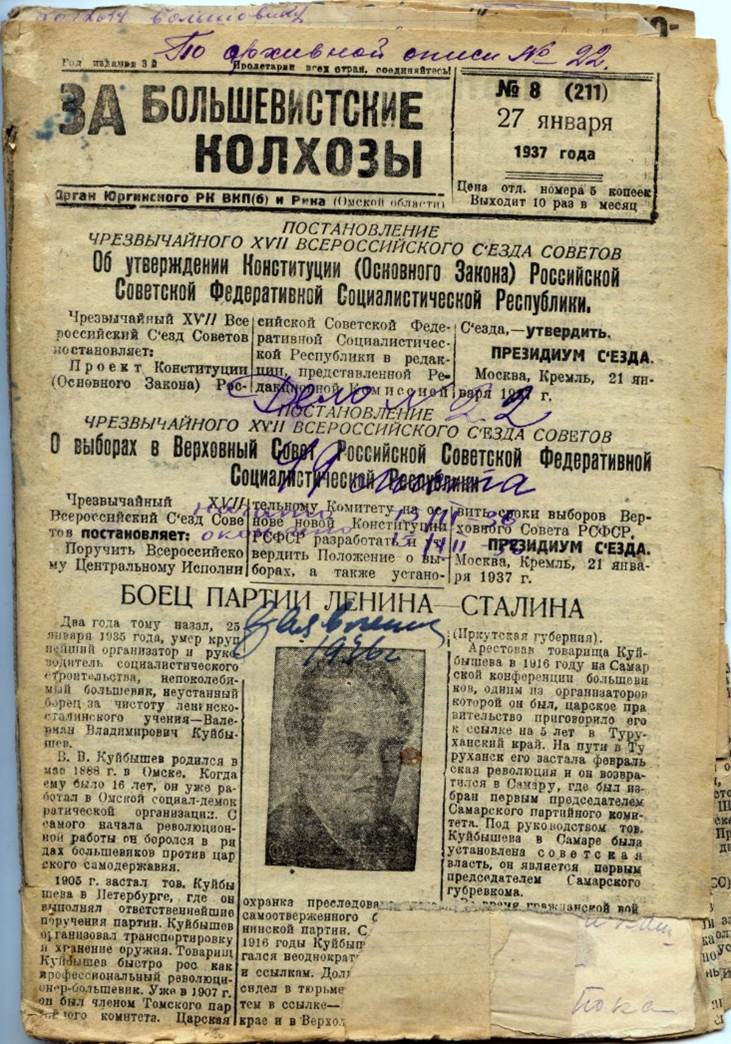 По архивной описи № 22.
Год издания 3й
Пролетарии всех стран, соединяйтесь!
ЗА БОЛЬШЕВИСТСКИЕ
КОЛХОЗЫ
Орган Юргинского РК ВКП(б) и Рика (Омской области)
№ 8 (211)
27 января
1937 года
Цена отд. номера 5 копеек
Выходит 10 раз в месяц
ПОСТАНОВЛЕНИЕ
ЧРЕЗВЫЧАЙНОГО XVII ВСЕРОССИЙСКОГО С'ЕЗДА СОВЕТОВ
Об утверждении Конституции (Основного Закона) Российской
Советской Федеративной Социалистической Республики.
Чрезвычайный XVII Все
российский С'езд Советов
постановляет:
Проект Конституции
(Основного Закона) Рос-
сийской Советской Феде-
ративной Социалистичес-
кой Республики в редак-
ции, представленной Ре-
дакционной Комиссией
С'езда,—утвердить.
ПРЕЗИДИУМ С'ЕЗДА.
Москва, Кремль, 21 ян-
варя 1937 г.
Дело № 22
ПОСТАНОВЛЕНИЕ
ЧРЕЗВЫЧАЙНОГО XVII ВСЕРОССИЙСКОГО С'ЕЗДА СОВЕТОВ
О выборах в Верховный Совет Российской Советской Федеративной
Социалистической Республики
Чрезвычайный XVII
Всероссийский С'езд Сове
тов постановляет:
Поручить Всероссийско
му Центральному Исполни
тельному Комитету на ос-
нове новой Конституции
РСФСР разработать и ут
вердить Положение о вы-
борах, а также устано-
вить сроки выборов Вер-
ховного Совета РСФСР.
ПРЕЗИДИУМ С'ЕЗДА.
Москва, Кремль, 21 янва-
ря 1937 г.
БОЕЦ ПАРТИИ ЛЕНИНА—СТАЛИНА
1936г
Два года тому назад, 25
января 1935 года, умер круп
нейший организатор и руко
водитель социалистического
строительства, непоколеби-
мый большевик, неустанный
борец за чистоту ленинско-
сталинского учения—Вале-
риан Владимирович Куйбы-
шев.
В. В. Куйбышев родился в
мае 1888 г. в Омске. Когда
ему было 16 лет, он уже ра
ботал в Омской социал-демок
ратической организации. С
самого начала революцион-
ной работы он боролся в ря
дах большевиков против цар
ского самодержавия.
1905 г. застал тов. Куйбы
шева в Петербурге, где он
выполнял ответственнейшие
поручения партии. Куйбышев
организовал транспортировку
и хранение оружия. Товарищ
Куйбышев быстро рос как
профессиональный революци-
онер-большевик. Уже в 1907 г.
он был членом Томского пар
тийного комитета. Царская
охранка преследова
самоотверженного
нинской партии. С
1916 годы Куйбыш
гался неоднократ
и ссылкам.
сидел в тюрьме
тем в ссылке—
крае и в Верхол
(Иркутская губерния).
Арестовав товарища Куй-
бышева в 1916 году на Самар
ской конференции большеви
ков, одним из организаторов
которой он был, царское пра
вительство приговорило его
к ссылке на 5 лет в Туру-
ханский край. На пути в Ту
руханск его застала февраль
ская революция и он возвра-
тился в Самару, где был из-
бран первым председателем
Самарского партийного коми-
тета. Под руководством тов.
Куйбышева в Самаре была
установлена советская
власть, он является первым
председателем Самарского
губревкома.
Во время гражданской вой